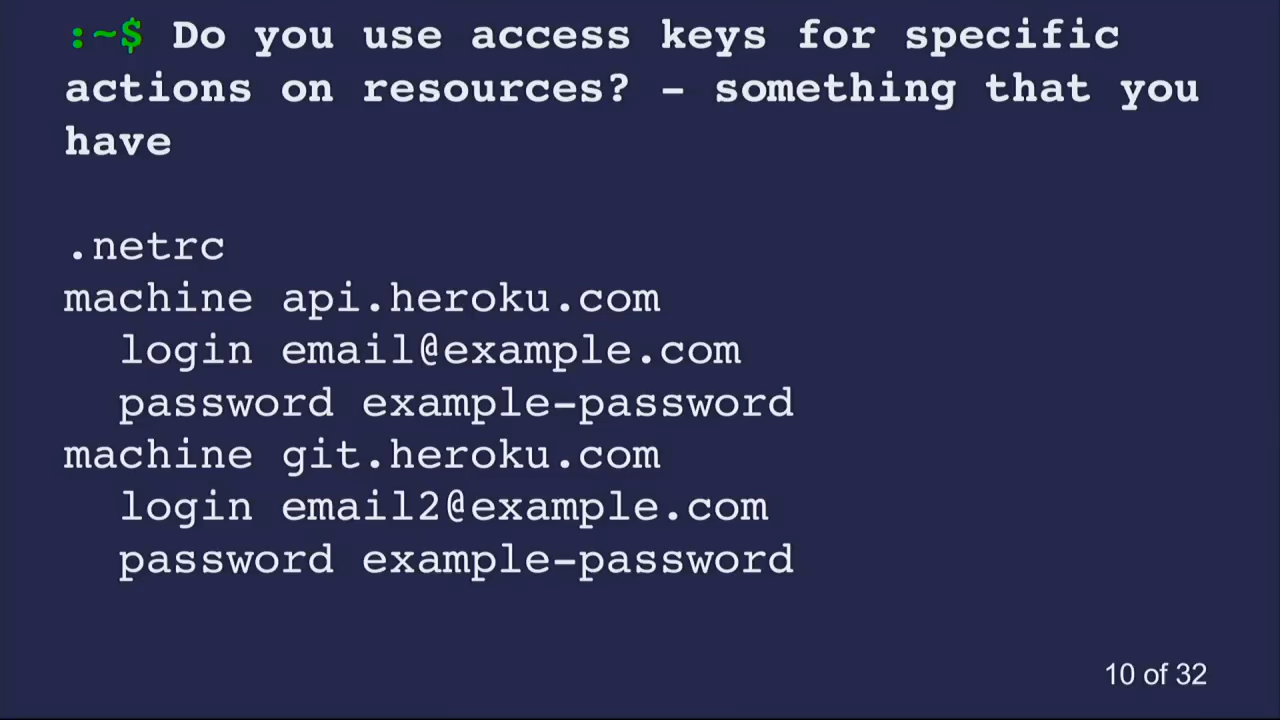 :~$ Do you use access keys for specific
actions on resources? - something that you
have
.netrc
machine api.heroku.com
login email@example.com
password example-password
machine git.heroku.com
login email2@example.com
password example-password
10 of 32